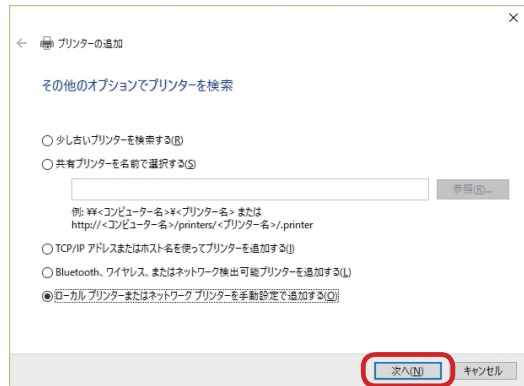 プリンターの追加
その他のオプションでプリンターを検索
少し古いプリンターを検索する(R)
共有プリンターを名前で選択する(S)
参照(R)...
例: ¥¥<コンピューター名>¥<プリンター名> または
http://<コンピューター名>/printers/<プリンター名>/.printer
TCP/IP アドレスまたはホスト名を使ってプリンターを追加する(I)
Bluetooth、ワイヤレス、またはネットワーク検出可能プリンターを追加する(L)
ローカル プリンターまたはネットワーク プリンターを手動設定で追加する(O)
次へ(N) キャンセル